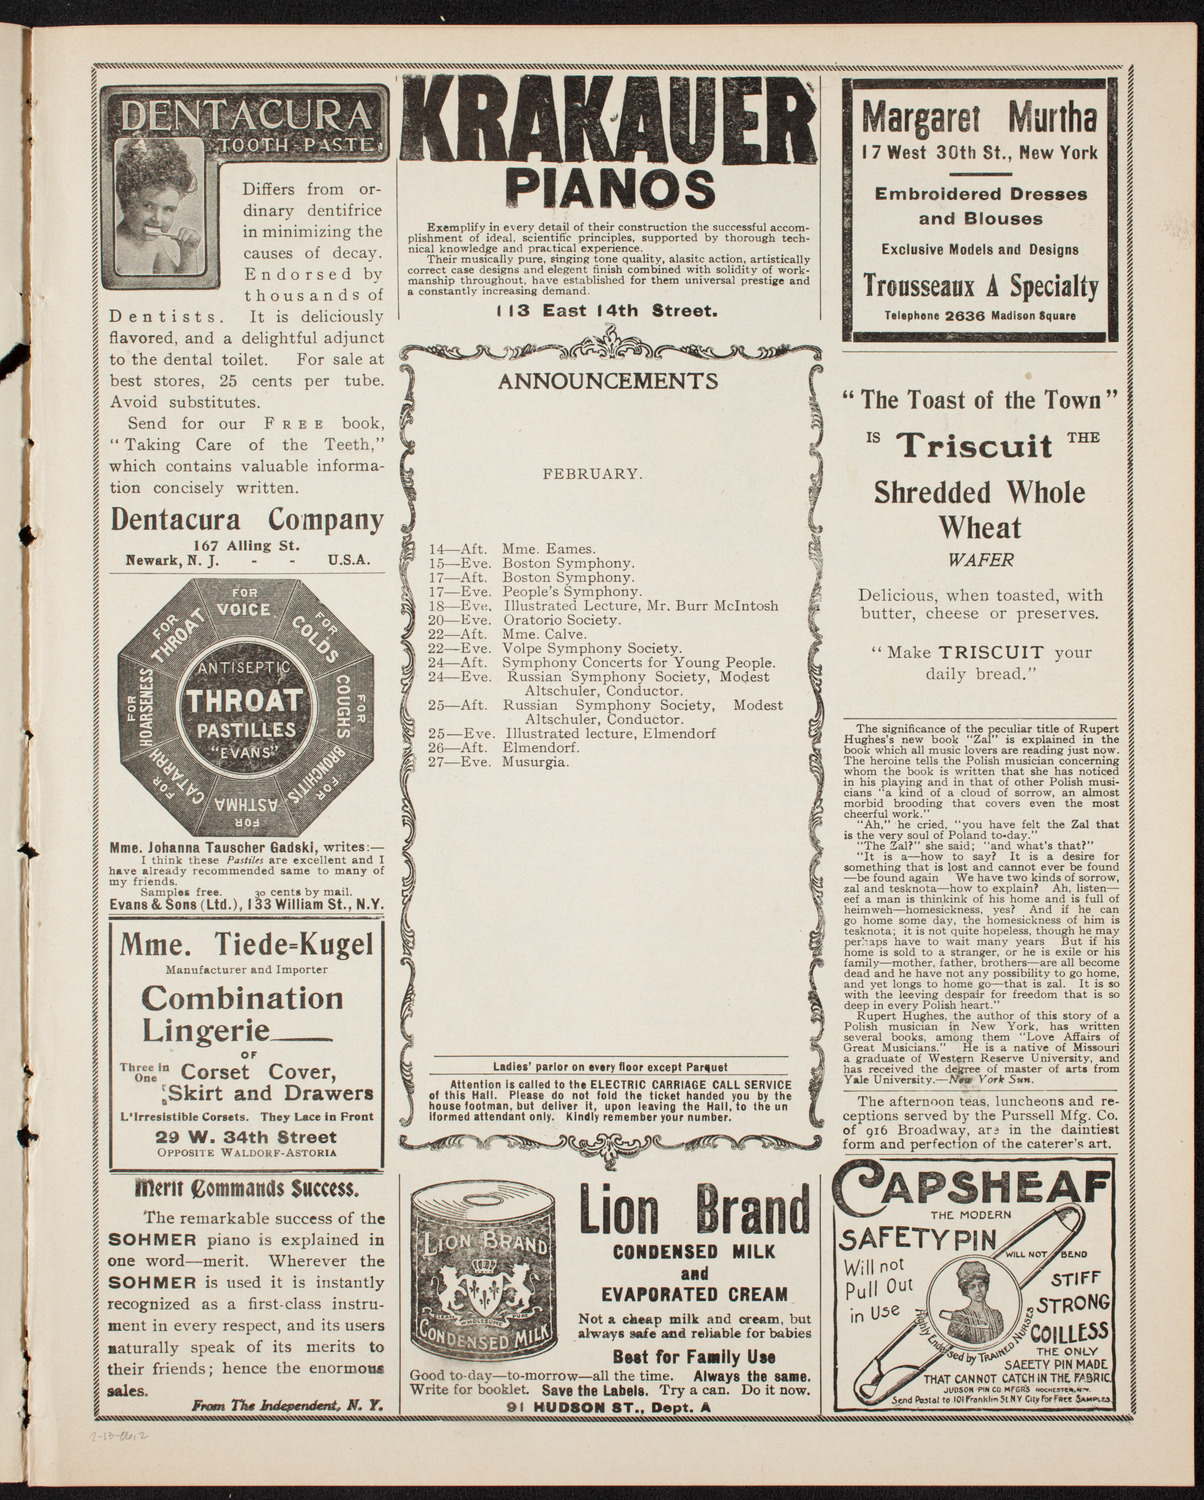 DENTACURA
TOOTH PASTE
Differs from or-
dinary dentifrice
in minimizing the
causes of decay.
Endorsed by
thousands of
Dentists. It is deliciously
flavored, and a delightful adjunct
to the dental toilet. For sale at
best stores, 25 cents per tube.
Avoid substitutes.
Send for our FREE book,
"Taking Care of the Teeth,"
which contains valuable informa-
tion concisely written.
Dentacura Company
167 Alling St.
Newark, N. J. - - U.S.A.
FOR VOICE
FOR COLDS
FOR COUGHS
FOR BRONCHITIS
FOR ASTHMA
FOR CATARRH
FOR HOARSENESS
FOR THROAT
ANTISEPTIC
THROAT
PASTILLES
"EVANS"
Mme. Johanna Tauscher Gadski, writes:—
I think these Pastiles are excellent and I
have already recommended same to many of
my friends.
Samples free. 30 cents by mail.
Evans & Sons (Ltd.), 133 William St., N.Y.
Mme. Tiede=Kugel
Manufacturer and Importer
Combination
Lingerie
OF
Three in One Corset Cover,
Skirt and Drawers
L'Irresistible Corsets. They Lace in Front
29 W. 34th Street
OPPOSITE WALDORF-ASTORIA
Merit Commands Success.
The remarkable success of the
SOHMER piano is explained in
one word—merit. Wherever the
SOHMER is used it is instantly
recognized as a first-class instru-
ment in every respect, and its users
naturally speak of its merits to
their friends; hence the enormous
sales.
From The Independent, N. Y.
KRAKAUER
PIANOS
Exemplify in every detail of their construction the successful accom-
plishment of ideal, scientific principles, supported by thorough tech-
nical knowledge and practical experience.
Their musically pure, singing tone quality, alasitc action, artistically
correct case designs and elegent finish combined with solidity of work-
manship throughout, have established for them universal prestige and
a constantly increasing demand.
113 East 14th Street.
ANNOUNCEMENTS
FEBRUARY.
14—Aft. Mme. Eames.
15—Eve. Boston Symphony.
17—Aft. Boston Symphony.
17—Eve. People's Symphony.
18—Eve, Illustrated Lecture, Mr. Burr McIntosh
20—Eve. Oratorio Society.
22—Aft. Mme. Calve.
22—Eve. Volpe Symphony Society.
24—Aft. Symphony Concerts for Young People.
24—Eve. Russian Symphony Society, Modest
Altschuler, Conductor.
25—Aft. Russian Symphony Society, Modest
Altschuler, Conductor.
25—Eve. Illustrated lecture, Elmendorf
26—Aft. Elmendorf.
27—Eve. Musurgia.
Ladies' parlor on every floor except Parquet
Attention is called to the ELECTRIC CARRIAGE CALL SERVICE
of this Hall. Please do not fold the ticket handed you by the
house footman, but deliver it, upon leaving the Hall, to the un
iformed attendant only. Kindly remember your number.
LION BRAND
CONDENSED MILK
Lion Brand
CONDENSED MILK
and
EVAPORATED CREAM
Not a cheap milk and cream, but
always safe and reliable for babies
Best for Family Use
Good to-day—to-morrow—all the time. Always the same.
Write for booklet. Save the Labels. Try a can. Do it now.
91 HUDSON ST., Dept. A
Margaret Murtha
17 West 30th St., New York
Embroidered Dresses
and Blouses
Exclusive Models and Designs
Trousseaux A Specialty
Telephone 2636 Madison Square
"The Toast of the Town"
IS Triscuit THE
Shredded Whole
Wheat
WAFER
Delicious, when toasted, with
butter, cheese or preserves.
"Make TRISCUIT your
daily bread."
The significance of the peculiar title of Rupert
Hughes's new book "Zal" is explained in the
book which all music lovers are reading just now.
The heroine tells the Polish musician concerning
whom the book is written that she has noticed
in his playing and in that of other Polish musi-
cians "a kind of a cloud of sorrow, an almost
morbid brooding that covers even the most
cheerful work."
"Ah," he cried, "you have felt the Zal that
is the very soul of Poland to-day."
"The Zal?" she said; "and what's that?"
"It is a—how to say? It is a desire for
something that is lost and cannot ever be found
—be found again We have two kinds of sorrow,
zal and tesknota—how to explain? Ah, listen—
eef a man is thinkink of his home and is full of
heimweh—homesickness, yes? And if he can
go home some day, the homesickness of him is
tesknota; it is not quite hopeless, though he may
perhaps have to wait many years But if his
home is sold to a stranger, or he is exile or his
family—mother, father, brothers—are all become
dead and he have not any possibility to go home,
and yet longs to home go—that is zal. It is so
with the leeving despair for freedom that is so
deep in every Polish heart."
Rupert Hughes, the author of this story of a
Polish musician in New York, has written
several books, among them "Love Affairs of
Great Musicians." He is a native of Missouri
a graduate of Western Reserve University, and
has received the degree of master of arts from
Yale University.—New York Sun.
The afternoon teas, luncheons and re-
ceptions served by the Purssell Mfg. Co.
of 916 Broadway, are in the daintiest
form and perfection of the caterer's art.
CAPSHEAF
THE MODERN
SAFETY PIN
WILL NOT BEND
Will not
Pull Out
in Use
STIFF
STRONG
COILLESS
Highly Endorsed by TRAINED NURSES
THE ONLY
SAFETY PIN MADE
THAT CANNOT CATCH IN THE FABRIC.
JUDSON PIN CO. MFGRS ROCHESTER, N.Y.
Send Postal to 101 Franklin St. N.Y City For FREE SAMPLES
2-13-06.2